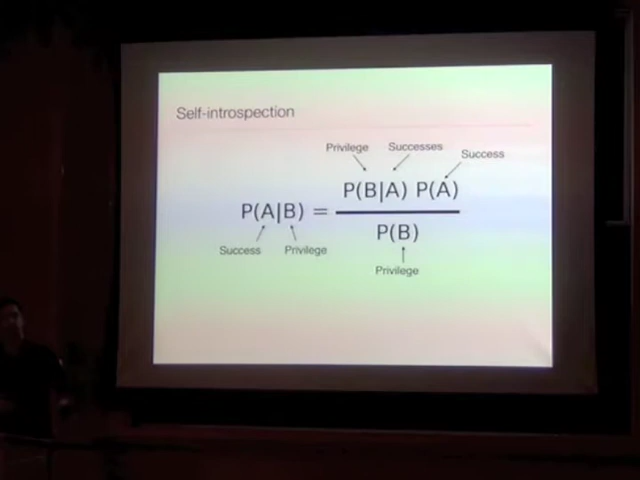 Self-introspection
Privilege Successes Success
P(B|A) P(A)
P(A|B) =
P(B)
Success Privilege
Privilege